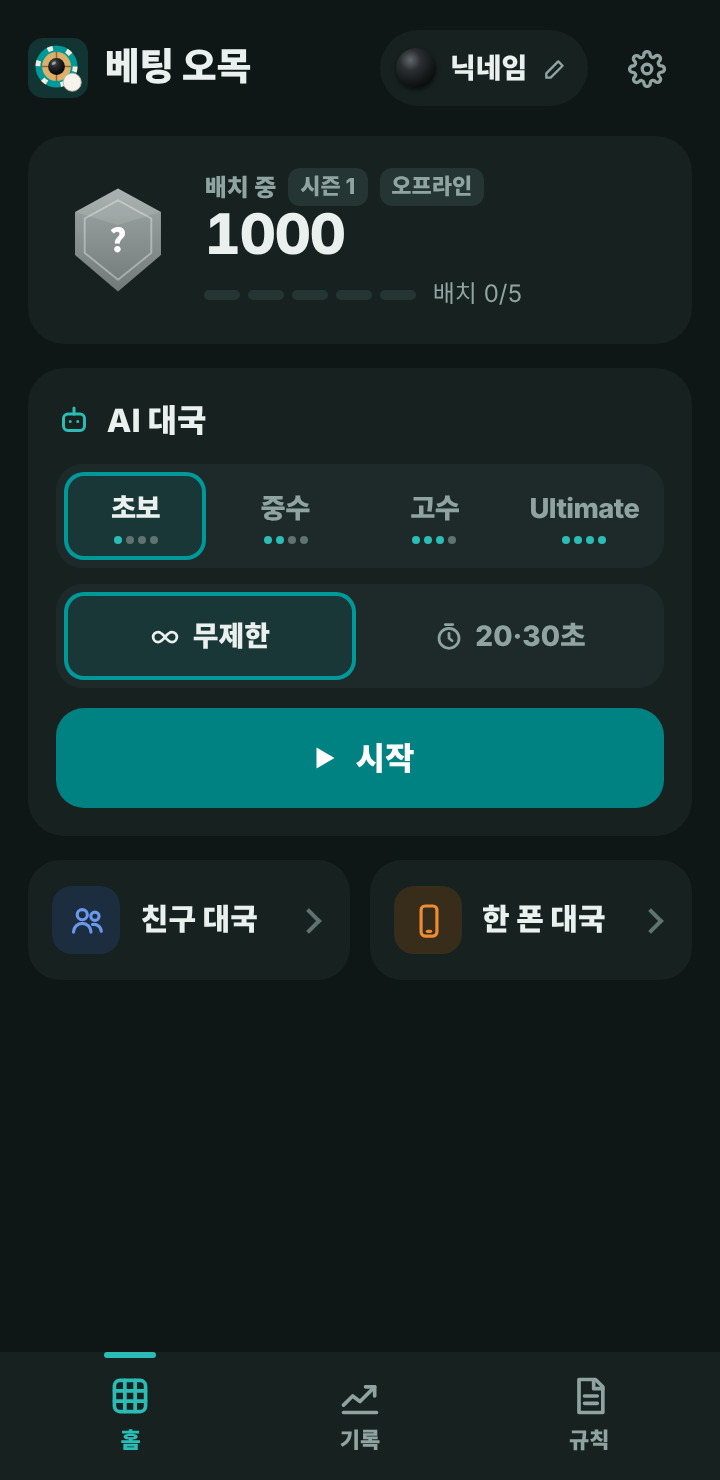 베팅 오목
닉네임
배치 중 시즌 1 오프라인
?
1000
배치 0/5
AI 대국
초보 중수 고수 Ultimate
무제한 20·30초
시작
친구 대국 한 폰 대국
홈 기록 규칙